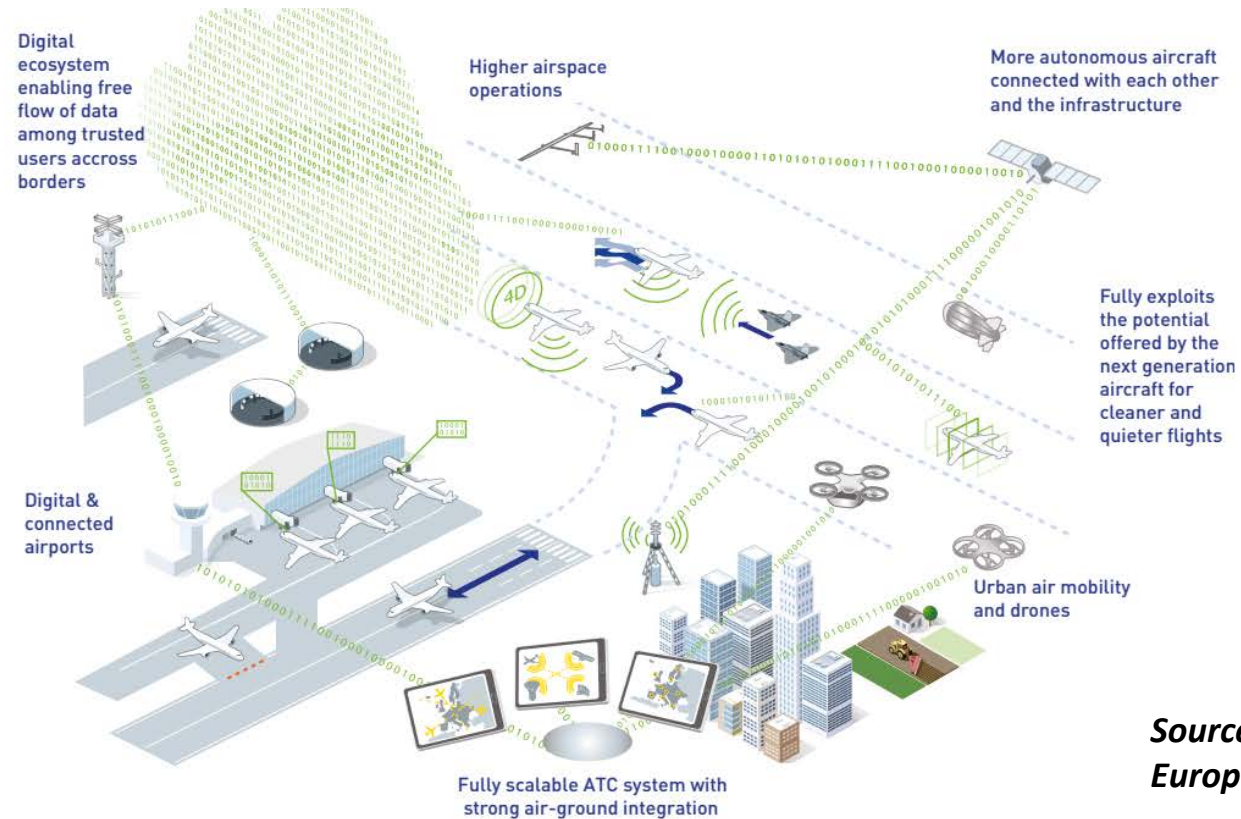 Digital
ecosystem
enabling free
flow of data
among trusted
users accross
borders
Higher airspace
operations
More autonomous aircraft
connected with each other
and the infrastructure
4D
Fully exploits
the potential
offered by the
next generation
aircraft for
cleaner and
quieter flights
Digital &
connected
airports
Urban air mobility
and drones
Fully scalable ATC system with
strong air-ground integration
Source
Europ